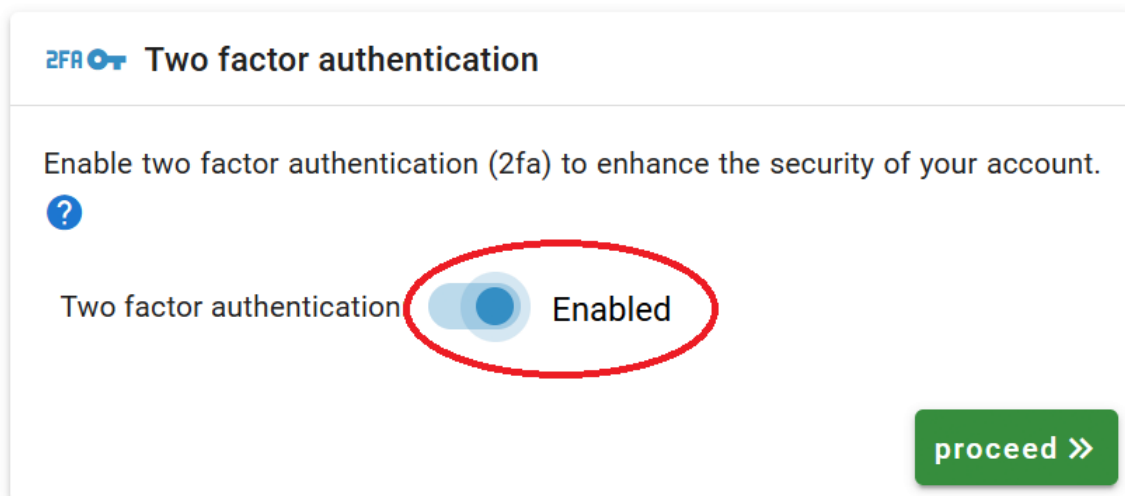 2FA Two factor authentication
Enable two factor authentication (2fa) to enhance the security of your account.
?
Two factor authentication Enabled
proceed »